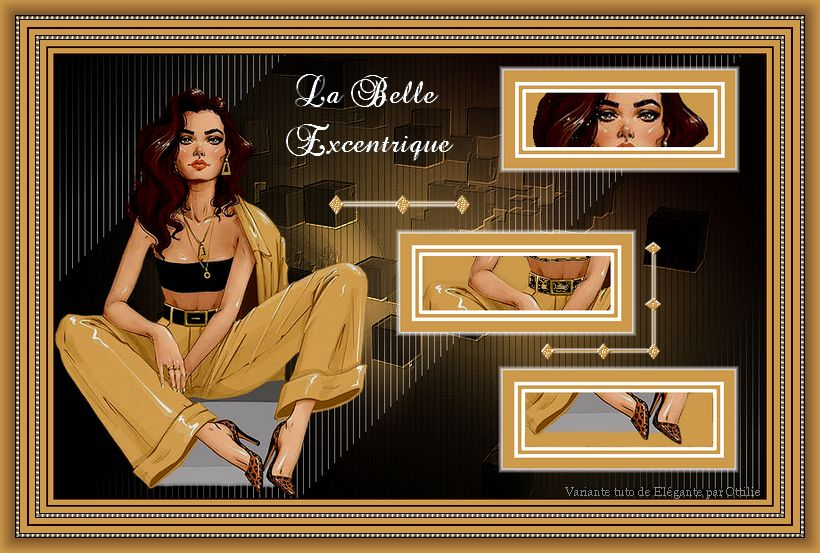 La Belle
Excentrique
Variante tuto de Elégante par Ottilie